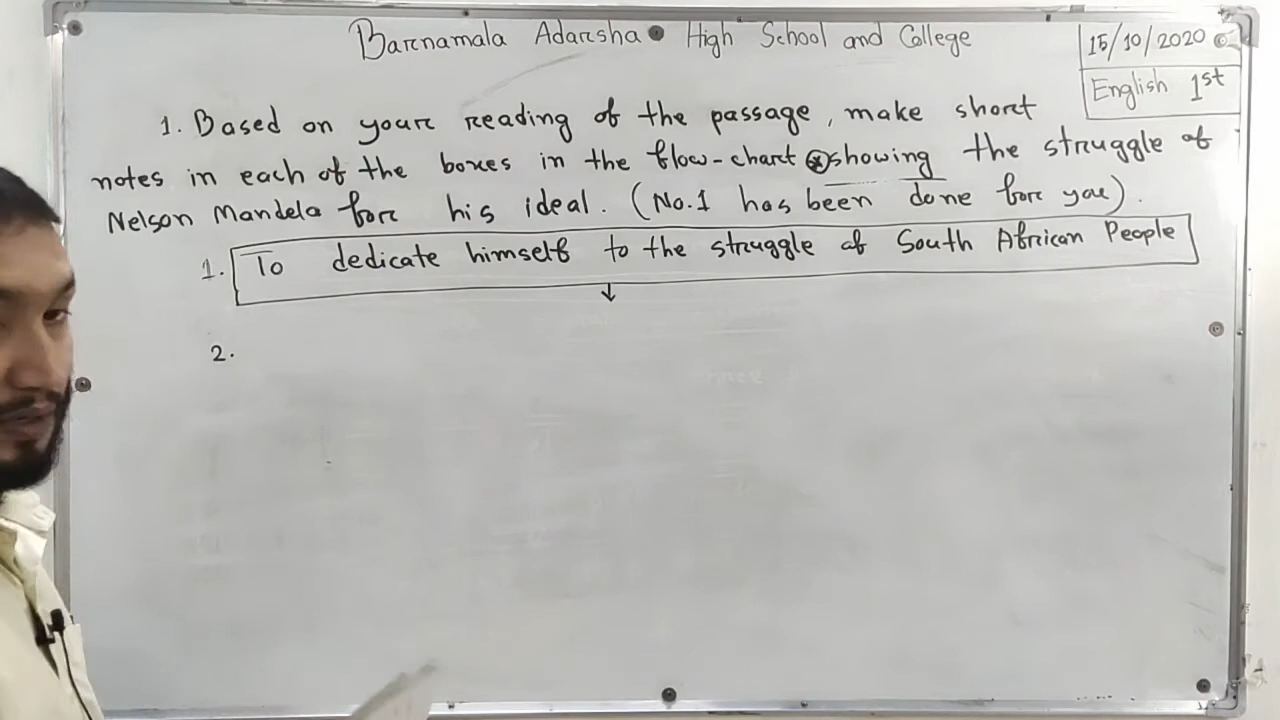 Barnamala Adarsha High School and College
15/10/2020
English 1st
1. Based on your reading of the passage, make short
notes in each of the boxes in the flow-chart showing the struggle of
Nelson Mandela for his ideal. (No.1 has been done for you).
1. To dedicate himself to the struggle of South African People
↓
2.